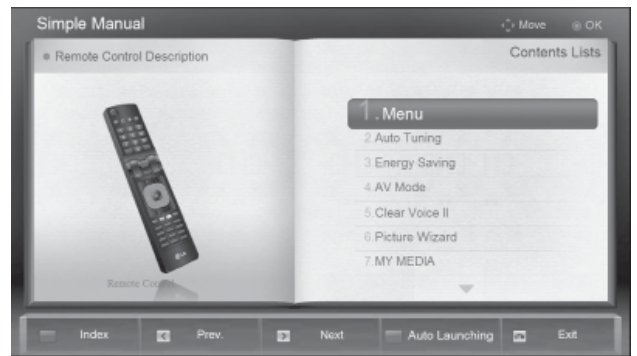 Simple Manual
Move
OK
Remote Control Description
Contents Lists
1. Menu
2.Auto Tuning
3.Energy Saving
4.AV Mode
5.Clear Voice II
6.Picture Wizard
7.MY MEDIA
LG
Remote Control
Index
Prev.
Next
Auto Launching
Exit